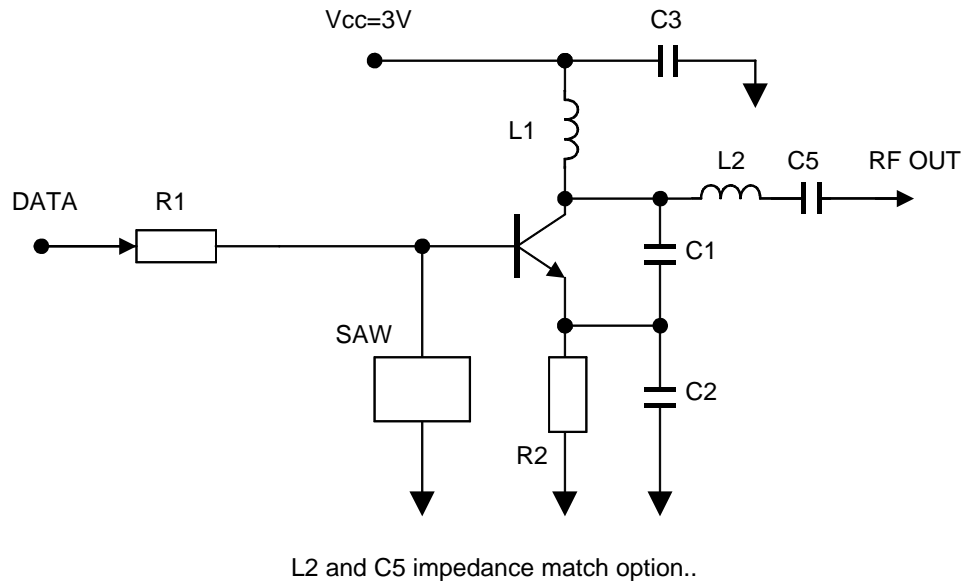 Vcc=3V
C3
L1
L2
C5
RF OUT
DATA
R1
C1
SAW
C2
R2
L2 and C5 impedance match option..